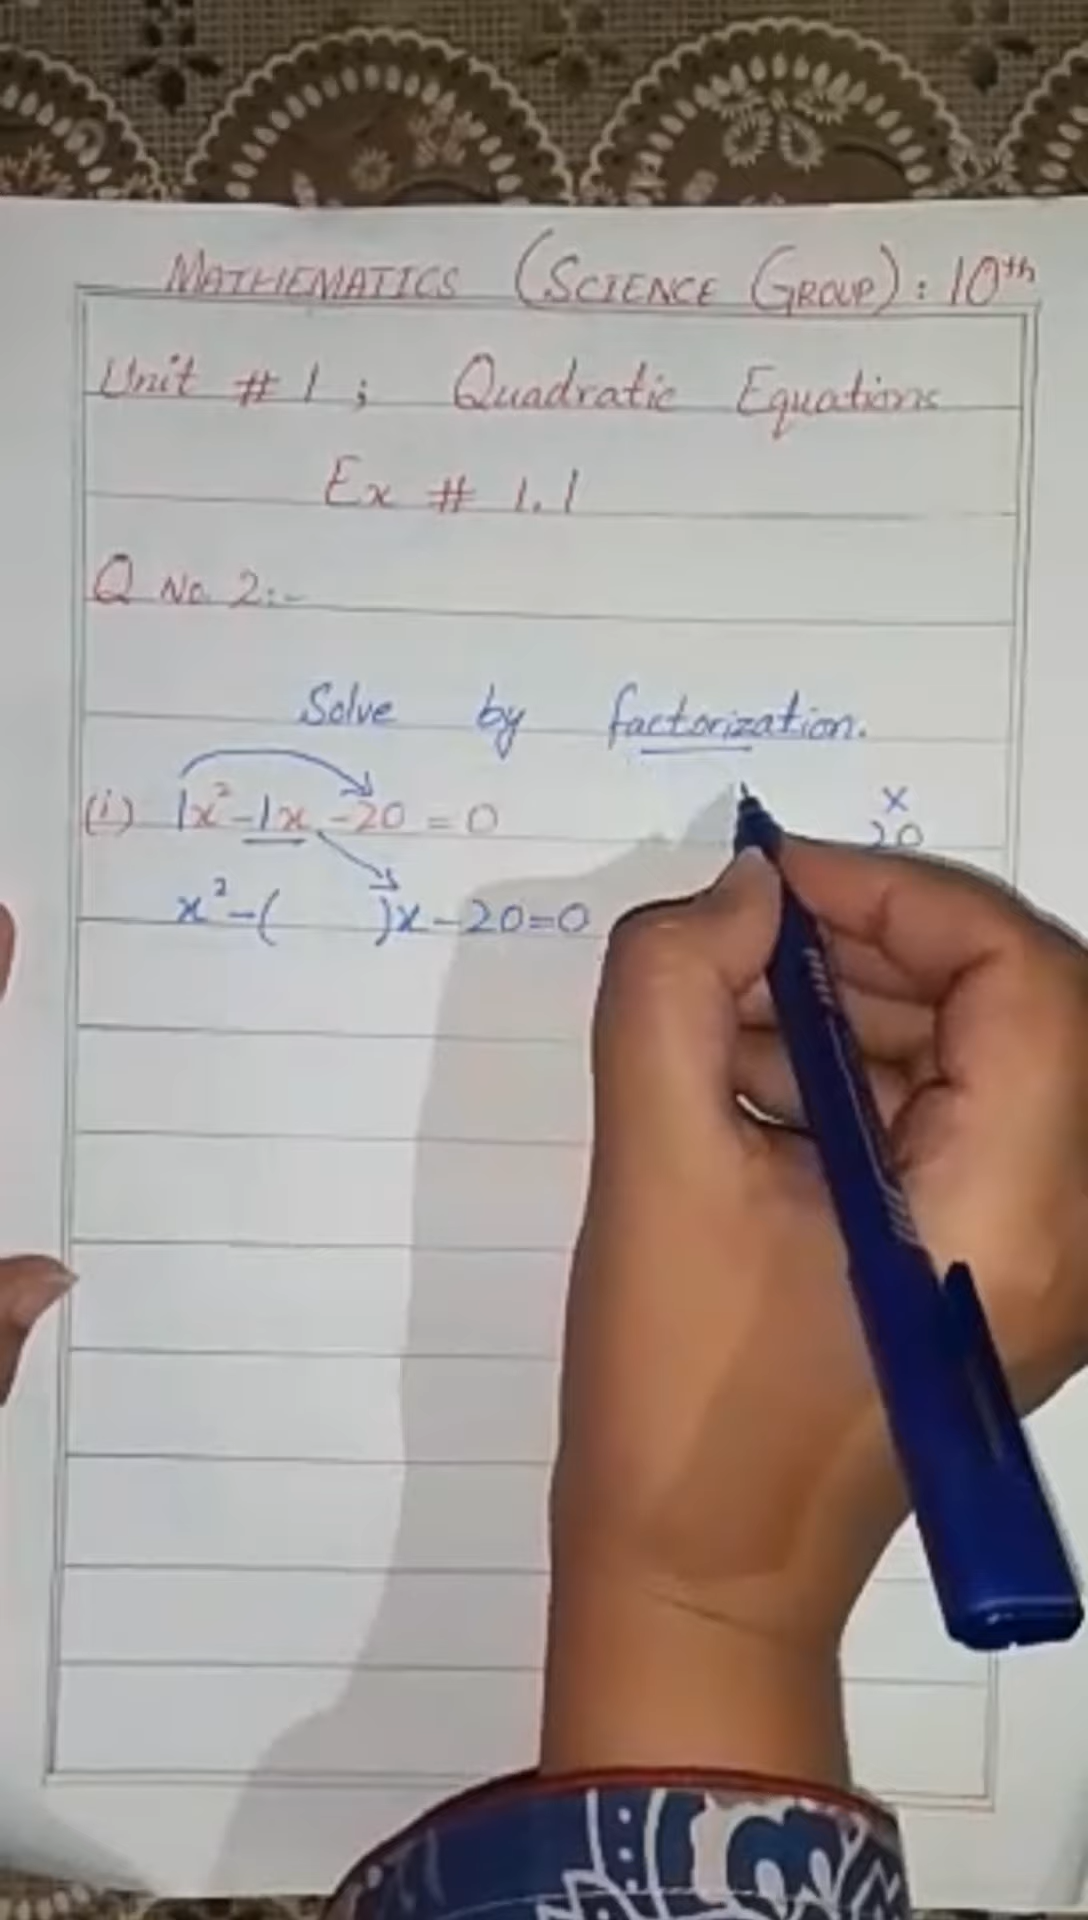 MATHEMATICS (SCIENCE GROUP) : 10th
Unit # 1 ; Quadratic Equations
Ex # 1.1
Q No. 2:-
Solve by factorization.
(i) 1x² - 1x - 20 = 0
x
20
x² - ( )x - 20 = 0